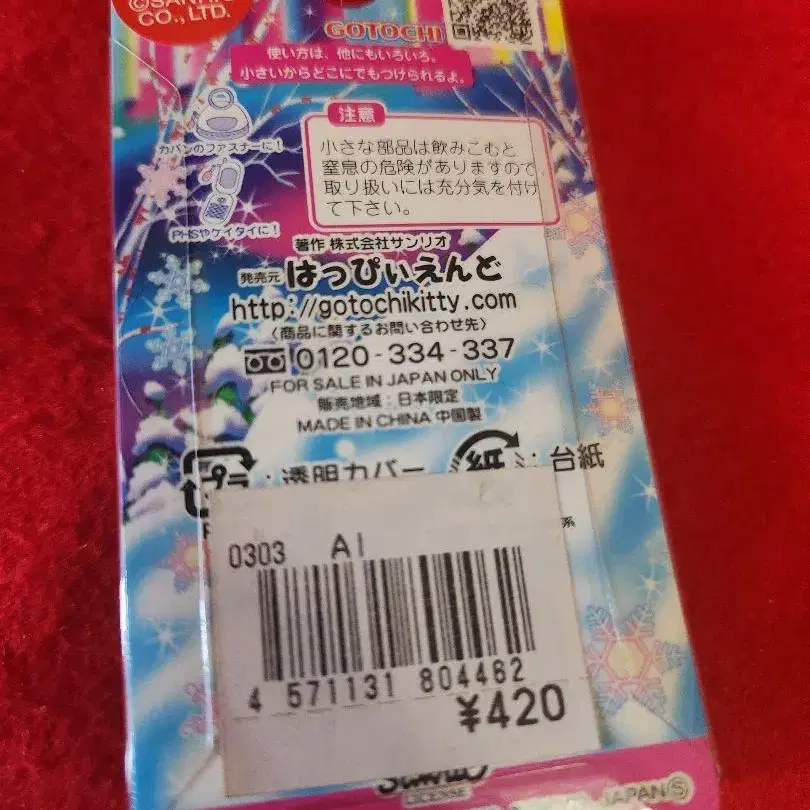 ©SANRIO
CO., LTD.
GOTOCHI
使い方は、他にもいろいろ。
小さいからどこにでもつけられるよ。
カバンのファスナーに!
PHSやケイタイに!
注意
小さな部品は飲みこむと
窒息の危険がありますので、
取り扱いには充分気を付け
て下さい。
著作 株式会社サンリオ
発売元 はっぴぃえんど
http://gotochikitty.com
〈商品に関するお問い合わせ先〉
0120-334-337
FOR SALE IN JAPAN ONLY
販売地域:日本限定
MADE IN CHINA 中國製
プラ:透明カバー
紙:台紙
系
0303 AI
4 571131 804462
¥420
Sanrio
LICENSE
JAPAN Ⓢ